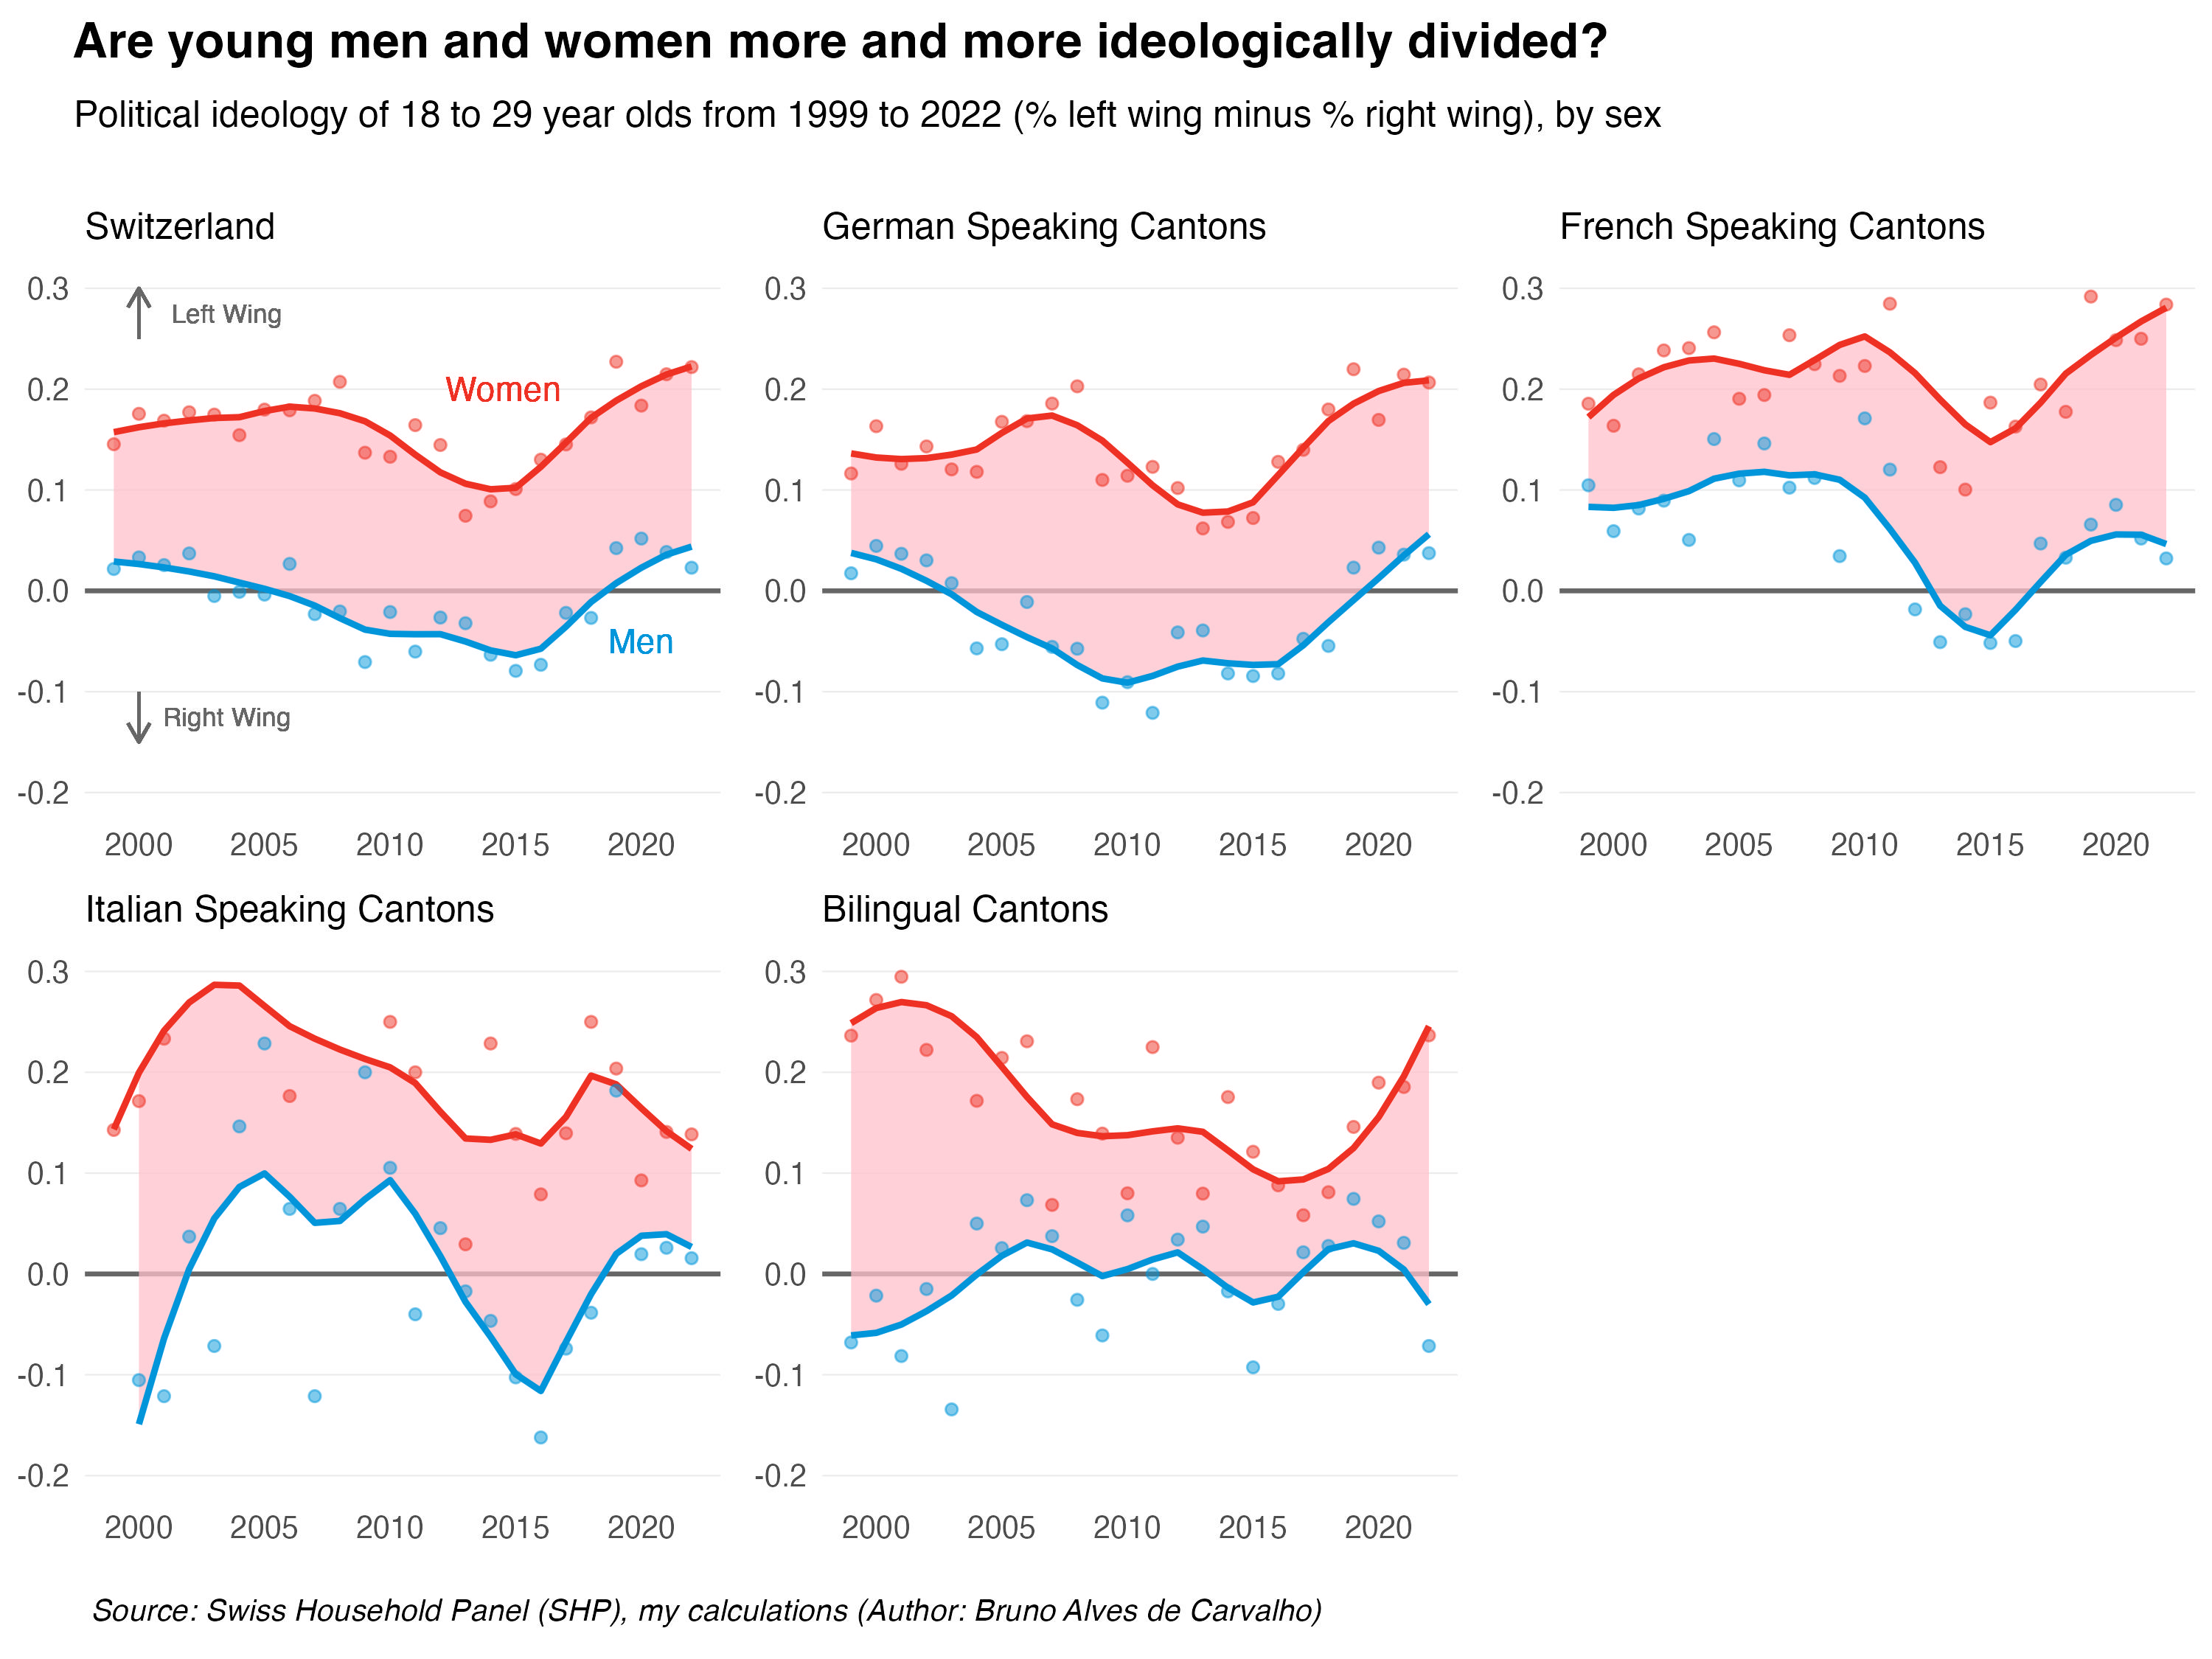 Are young men and women more and more ideologically divided?
Political ideology of 18 to 29 year olds from 1999 to 2022 (% left wing minus % right wing), by sex
Switzerland
0.3
0.2
0.1
0.0
-0.1
-0.2
Left Wing
Women
Men
Right Wing
2000 2005 2010 2015 2020
German Speaking Cantons
0.3
0.2
0.1
0.0
-0.1
-0.2
2000 2005 2010 2015 2020
French Speaking Cantons
0.3
0.2
0.1
0.0
-0.1
-0.2
2000 2005 2010 2015 2020
Italian Speaking Cantons
0.3
0.2
0.1
0.0
-0.1
-0.2
2000 2005 2010 2015 2020
Bilingual Cantons
0.3
0.2
0.1
0.0
-0.1
-0.2
2000 2005 2010 2015 2020
Source: Swiss Household Panel (SHP), my calculations (Author: Bruno Alves de Carvalho)